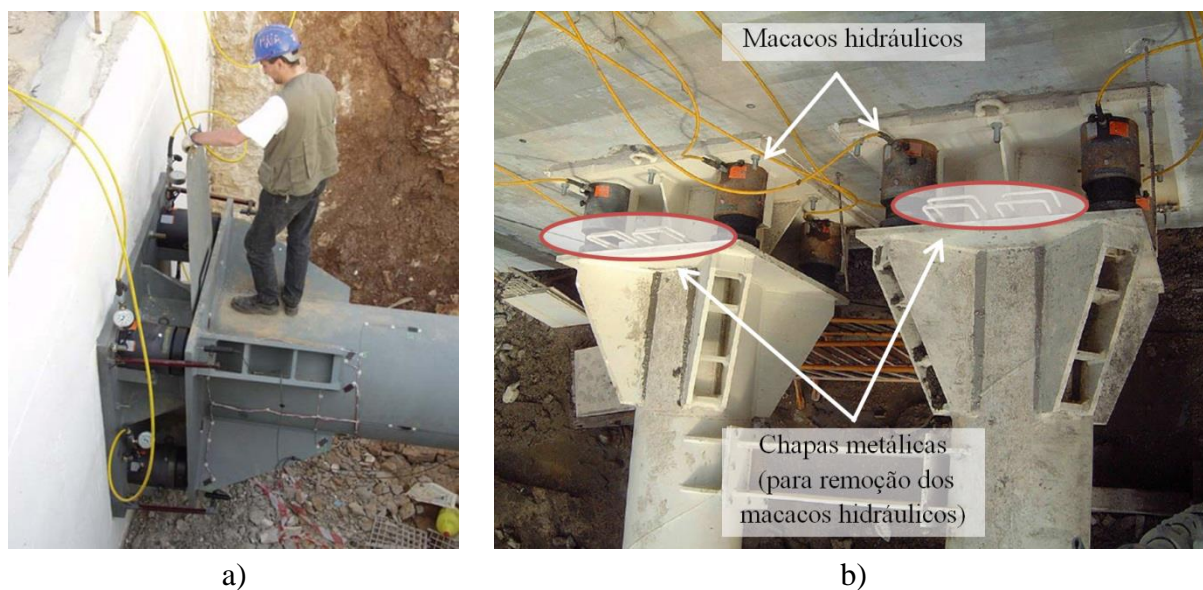 Macacos hidráulicos
Chapas metálicas
(para remoção dos
macacos hidráulicos)
a)
b)